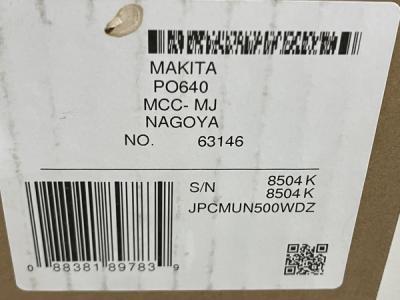 MAKITA
PO640
MCC- MJ
NAGOYA
NO. 63146
S/N 8504 K
8504 K
JPCMUN500WDZ
0 88381 89783 9